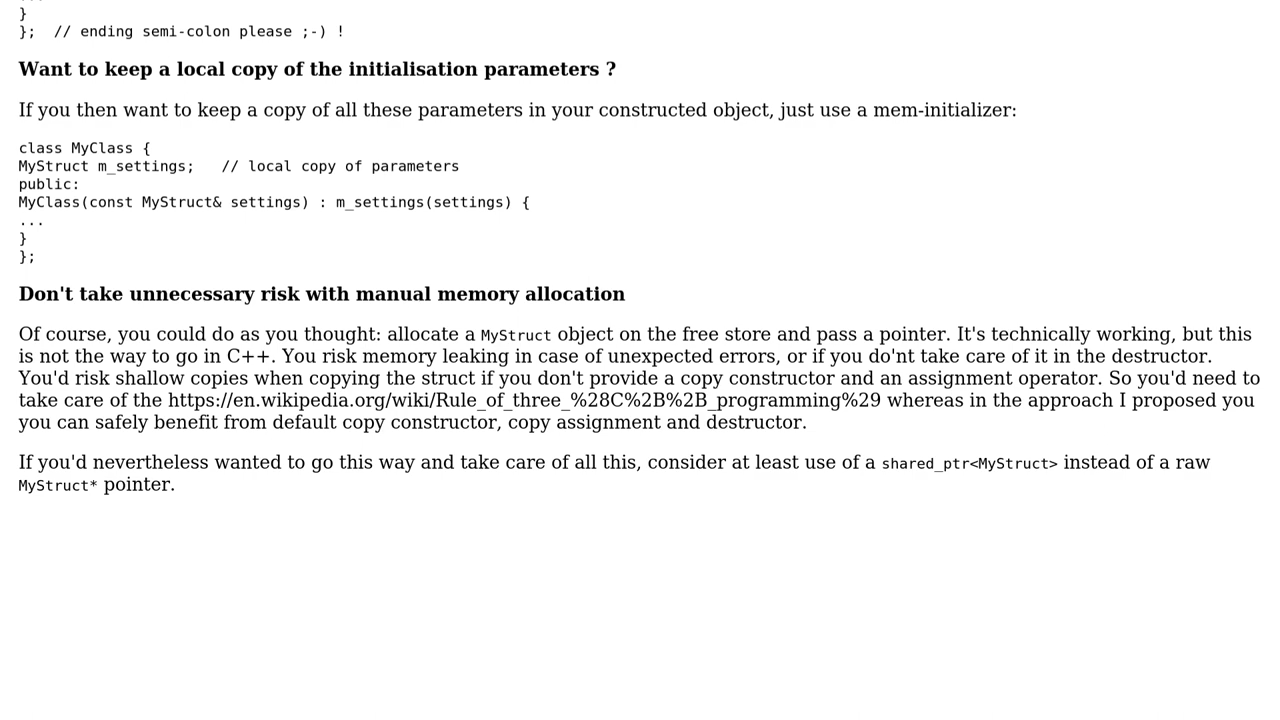 }
};  // ending semi-colon please ;-) !
Want to keep a local copy of the initialisation parameters ?
If you then want to keep a copy of all these parameters in your constructed object, just use a mem-initializer:
class MyClass {
MyStruct m_settings;   // local copy of parameters
public:
MyClass(const MyStruct& settings) : m_settings(settings) {
...
}
};
Don't take unnecessary risk with manual memory allocation
Of course, you could do as you thought: allocate a MyStruct object on the free store and pass a pointer. It's technically working, but this
is not the way to go in C++. You risk memory leaking in case of unexpected errors, or if you do'nt take care of it in the destructor.
You'd risk shallow copies when copying the struct if you don't provide a copy constructor and an assignment operator. So you'd need to
take care of the https://en.wikipedia.org/wiki/Rule_of_three_%28C%2B%2B_programming%29 whereas in the approach I proposed you
you can safely benefit from default copy constructor, copy assignment and destructor.
If you'd nevertheless wanted to go this way and take care of all this, consider at least use of a shared_ptr<MyStruct> instead of a raw
MyStruct* pointer.